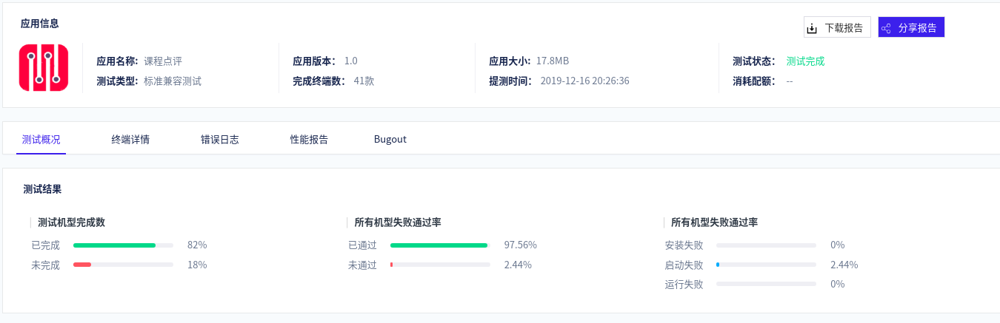 应用信息
下载报告 分享报告
应用名称: 课程点评 应用版本: 1.0 应用大小: 17.8MB 测试状态: 测试完成
测试类型: 标准兼容测试 完成终端数: 41款 提测时间: 2019-12-16 20:26:36 消耗配额: --
测试概况 终端详情 错误日志 性能报告 Bugout
测试结果
测试机型完成数 所有机型失败通过率 所有机型失败通过率
已完成 82% 已通过 97.56% 安装失败 0%
未完成 18% 未通过 2.44% 启动失败 2.44%
运行失败 0%